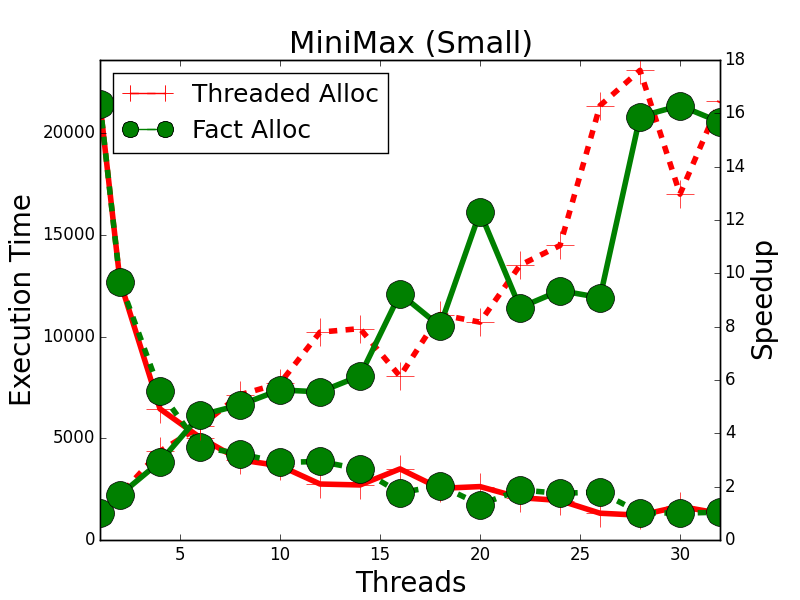 MiniMax (Small)
Threaded Alloc
Fact Alloc
Execution Time
20000
15000
10000
5000
0
18
16
14
12
10
8
6
4
2
0
Speedup
5 10 15 20 25 30
Threads